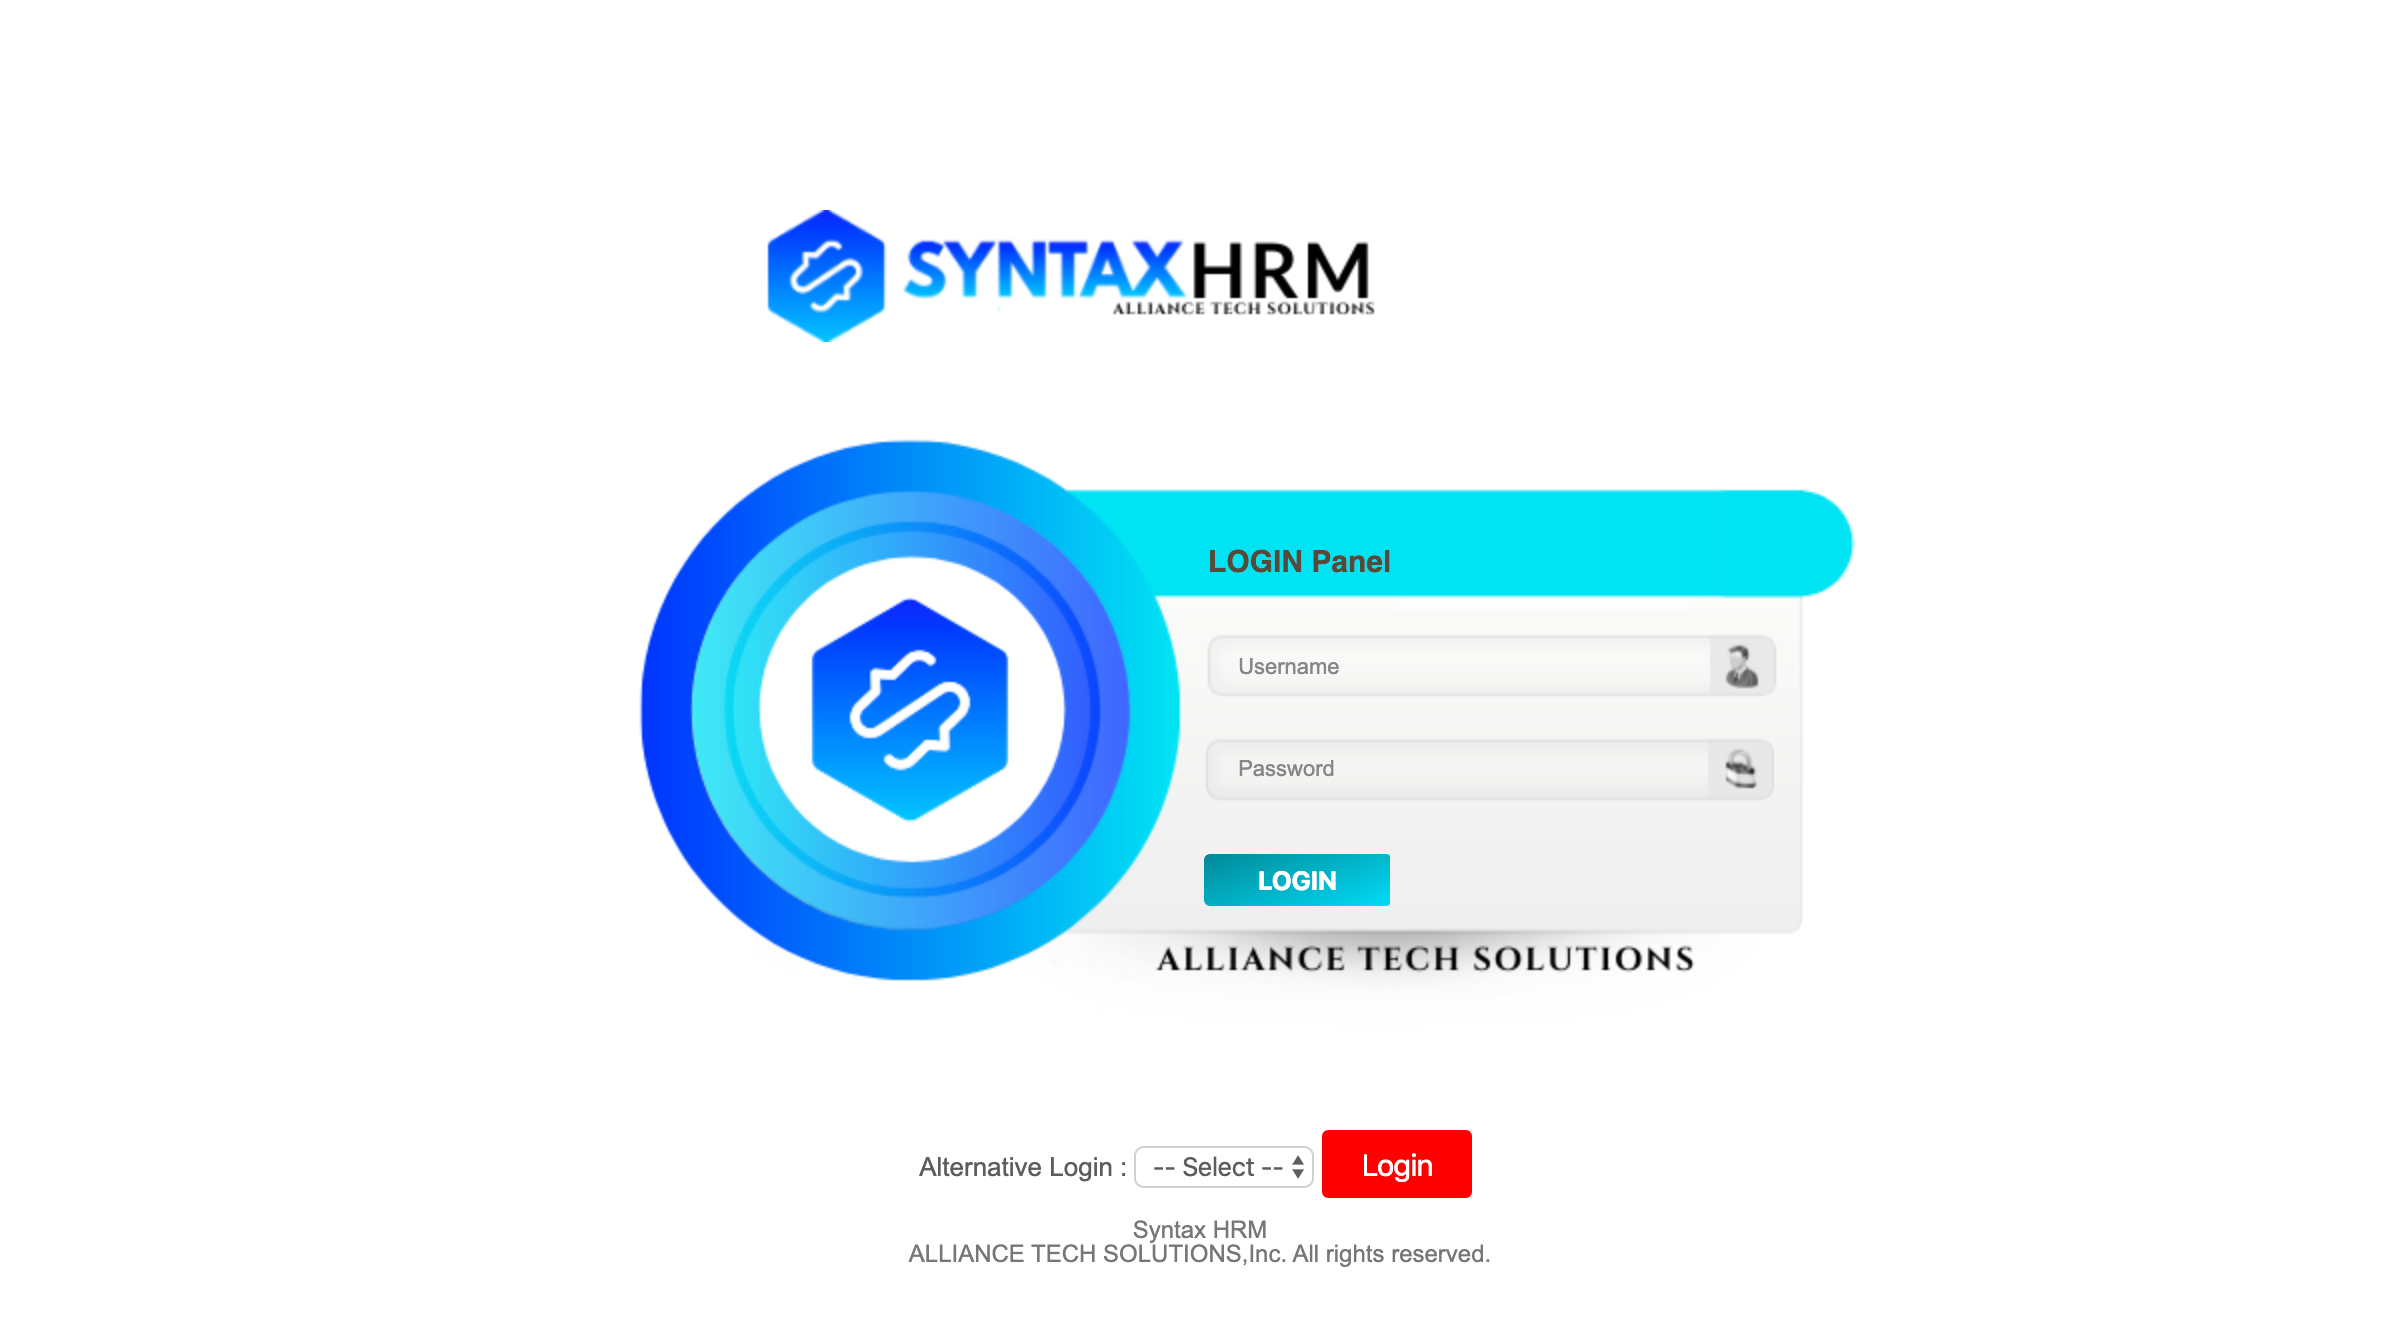 SYNTAXHRM
ALLIANCE TECH SOLUTIONS
LOGIN Panel
Username
Password
LOGIN
ALLIANCE TECH SOLUTIONS
Alternative Login : -- Select -- Login
Syntax HRM
ALLIANCE TECH SOLUTIONS,Inc. All rights reserved.